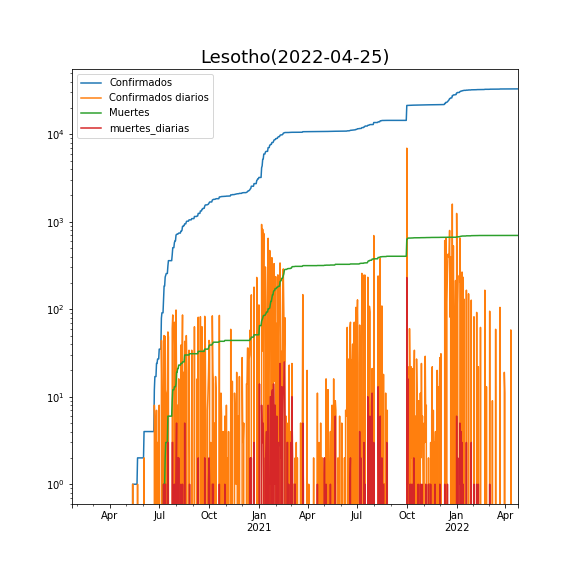 Lesotho(2022-04-25)
Confirmados
Confirmados diarios
Muertes
muertes_diarias
10^4
10^3
10^2
10^1
10^0
Apr Jul Oct Jan Apr Jul Oct Jan Apr
2021 2022